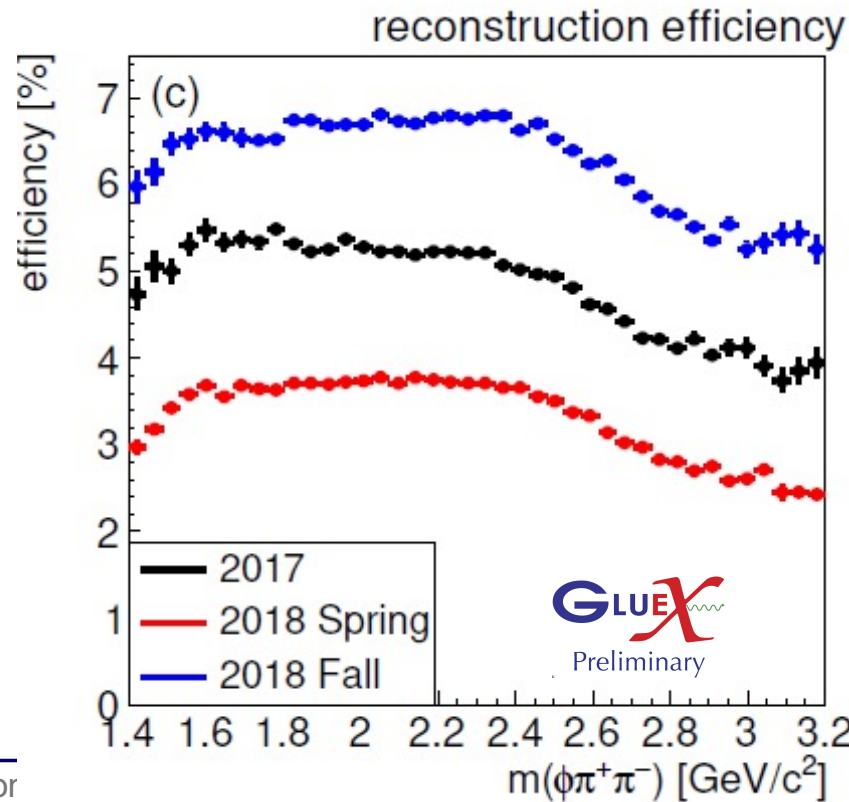 reconstruction efficiency
efficiency [%]
(c)
7
6
5
4
3
2
1
0
2017
2018 Spring
2018 Fall
GLUEX
Preliminary
1.4 1.6 1.8 2 2.2 2.4 2.6 2.8 3 3.2
m(ϕπ⁺π⁻) [GeV/c²]